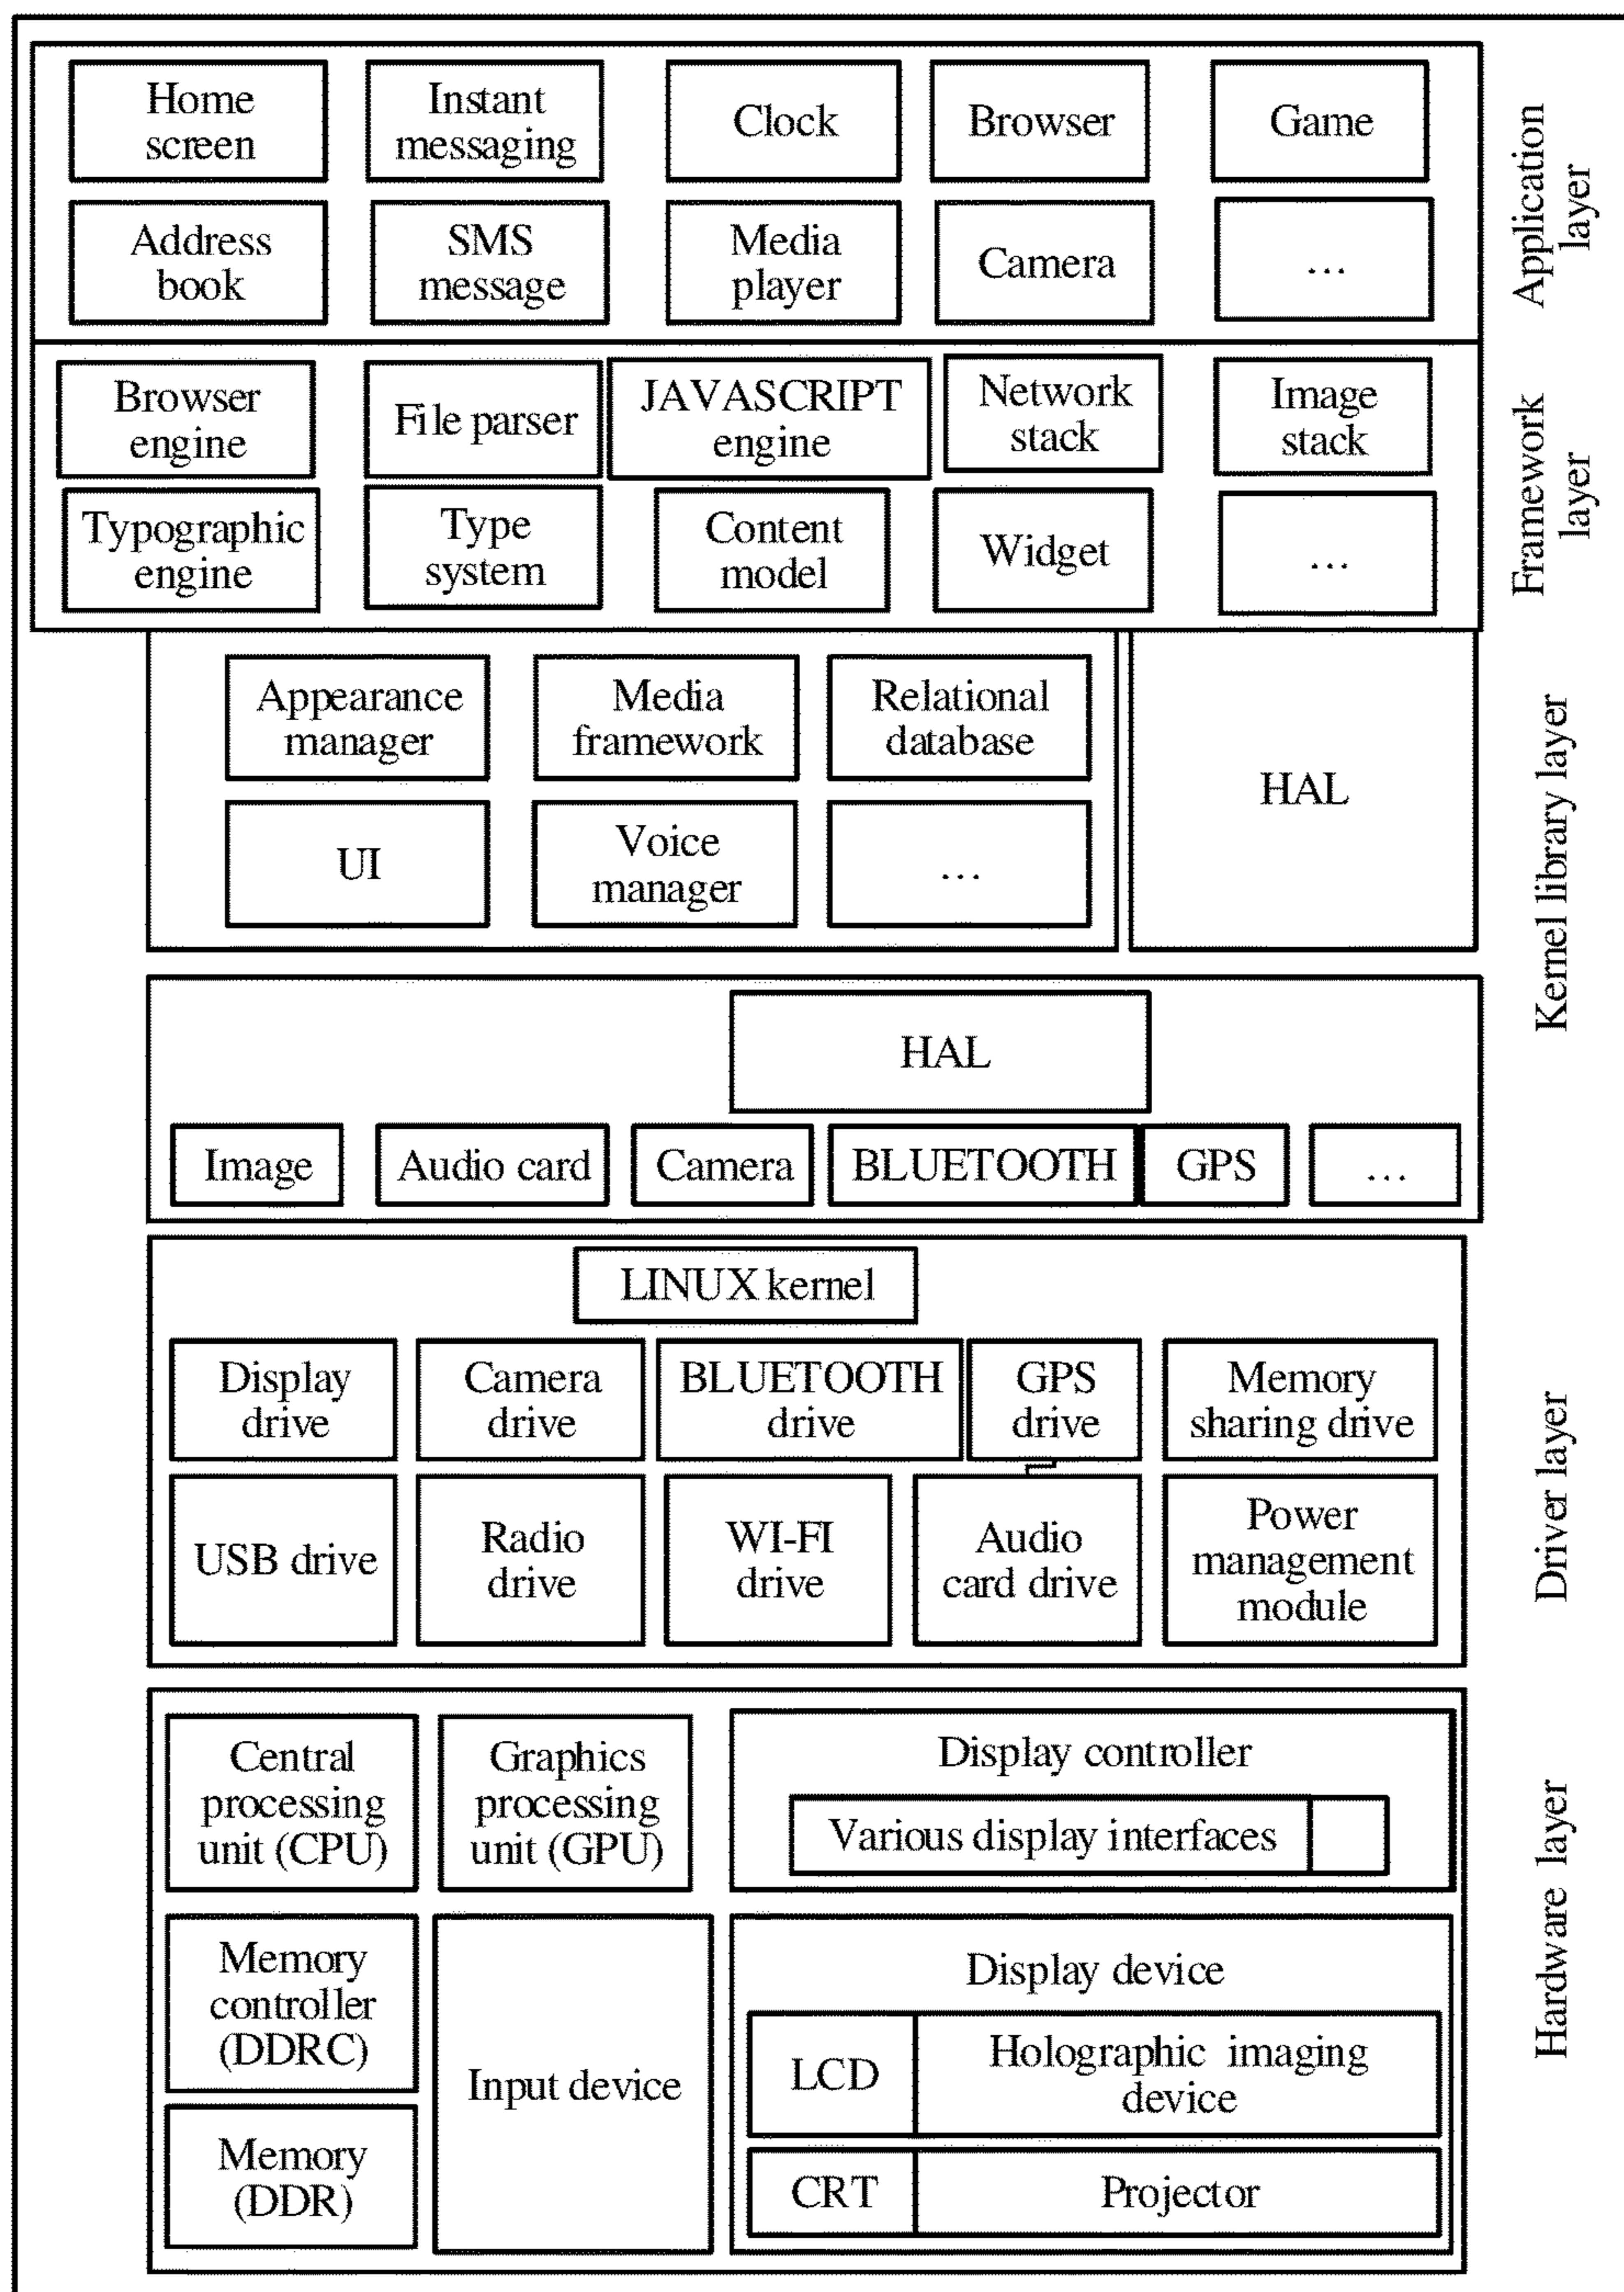 Home
screen
Instant
messaging
Clock
Browser
Game
Address
book
SMS
message
Media
player
Camera
...
Application
layer
Browser
engine
File parser
JAVASCRIPT
engine
Network
stack
Image
stack
Typographic
engine
Type
system
Content
model
Widget
...
Framework
layer
Appearance
manager
Media
framework
Relational
database
UI
Voice
manager
...
HAL
Kernel library layer
HAL
Image
Audio card
Camera
BLUETOOTH
GPS
...
LINUX kernel
Display
drive
Camera
drive
BLUETOOTH
drive
GPS
drive
Memory
sharing drive
USB drive
Radio
drive
WI-FI
drive
Audio
card drive
Power
management
module
Driver layer
Central
processing
unit (CPU)
Graphics
processing
unit (GPU)
Display controller
Various display interfaces
Memory
controller
(DDRC)
Memory
(DDR)
Input device
Display device
LCD
Holographic imaging
device
CRT
Projector
Hardware layer